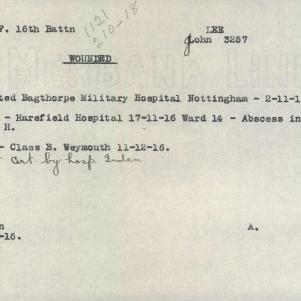 F. 16th Battn
1121
210-18
LEE
John 3257
WOUNDED
ted Bagthorpe Military Hospital Nottingham - 2-11-1
- Harefield Hospital 17-11-16 Ward 14 - Abscess in
H.
- Class B. Weymouth 11-12-16.
by hosp. Index
n
-16.
A.